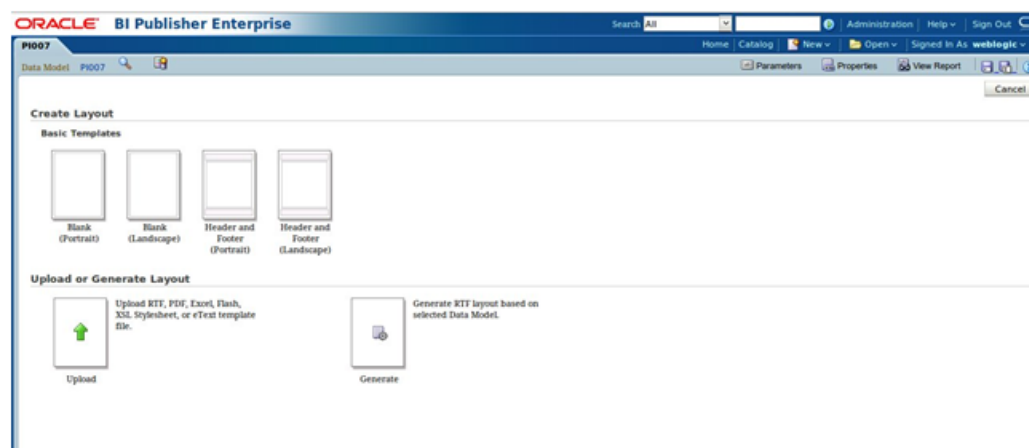 ORACLE BI Publisher Enterprise Search All Administration Help Sign Out
PI007 Home Catalog New Open Signed In As weblogic
Data Model PI007 Parameters Properties View Report
Cancel
Create Layout
Basic Templates
Blank
(Portrait)
Blank
(Landscape)
Header and
Footer
(Portrait)
Header and
Footer
(Landscape)
Upload or Generate Layout
Upload RTF, PDF, Excel, Flash,
XSL Stylesheet, or eText template
file.
Upload
Generate RTF layout based on
selected Data Model.
Generate